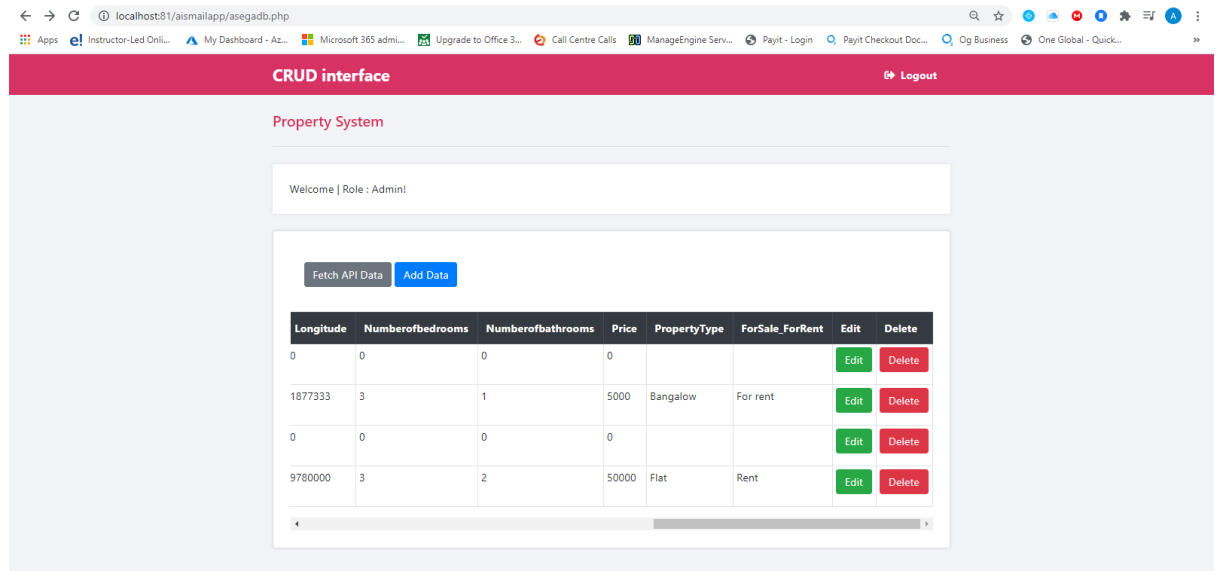 localhost:81/aismailapp/asegadb.php
Apps Instructor-Led Onli... My Dashboard - Az... Microsoft 365 admi... Upgrade to Office 3... Call Centre Calls ManageEngine Serv... Payit - Login Payit Checkout Doc... Og Business One Global - Quick... »
CRUD interface Logout
Property System
Welcome | Role : Admin!
Fetch API Data Add Data
Longitude Numberofbedrooms Numberofbathrooms Price PropertyType ForSale_ForRent Edit Delete
0 0 0 0 Edit Delete
1877333 3 1 5000 Bangalow For rent Edit Delete
0 0 0 0 Edit Delete
9780000 3 2 50000 Flat Rent Edit Delete